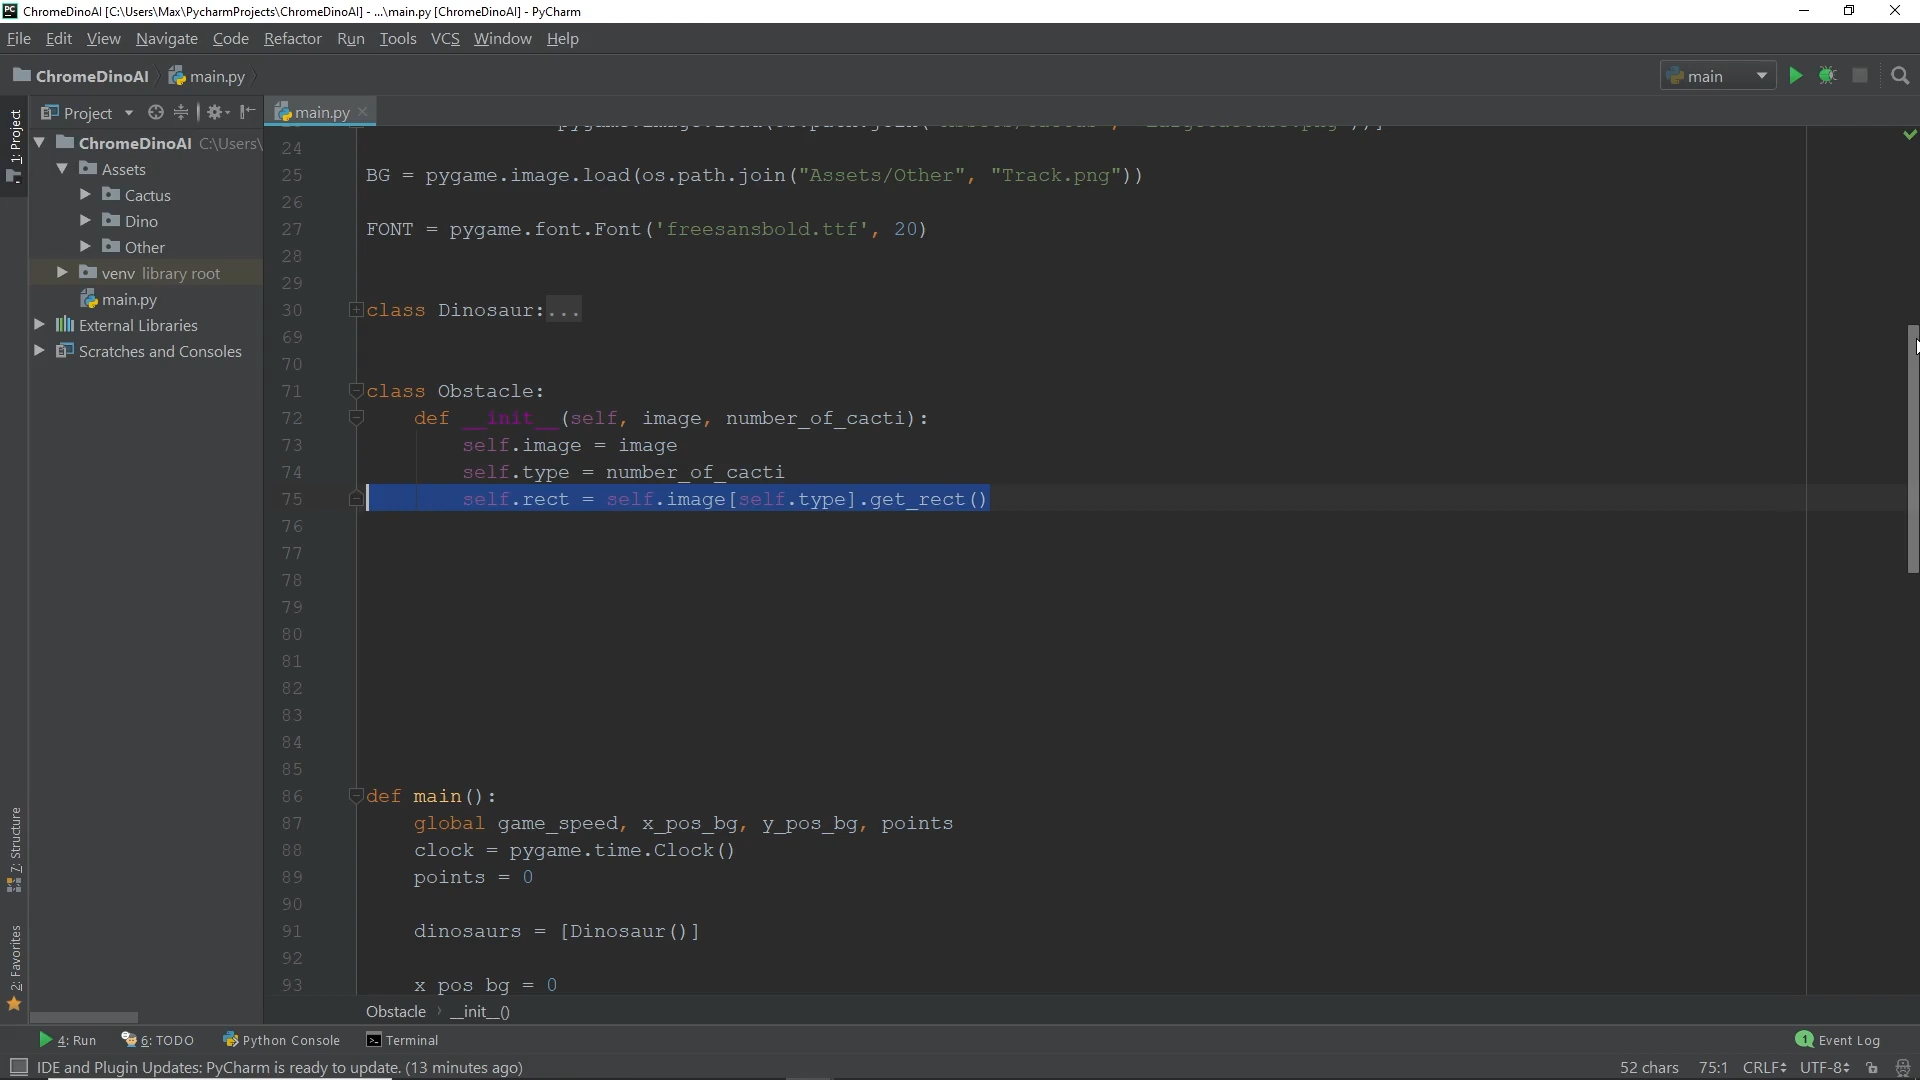 ChromeDinoAI [C:\Users\Max\PycharmProjects\ChromeDinoAI] - ...\main.py [ChromeDinoAI] - PyCharm
File Edit View Navigate Code Refactor Run Tools VCS Window Help
ChromeDinoAI main.py main
Project main.py
1: Project
ChromeDinoAI C:\Users\
Assets
Cactus
Dino
Other
venv library root
main.py
External Libraries
Scratches and Consoles
7: Structure
2: Favorites
24
25 BG = pygame.image.load(os.path.join("Assets/Other", "Track.png"))
26
27 FONT = pygame.font.Font('freesansbold.ttf', 20)
28
29
30 class Dinosaur:...
69
70
71 class Obstacle:
72 def __init__(self, image, number_of_cacti):
73 self.image = image
74 self.type = number_of_cacti
75 self.rect = self.image[self.type].get_rect()
76
77
78
79
80
81
82
83
84
85
86 def main():
87 global game_speed, x_pos_bg, y_pos_bg, points
88 clock = pygame.time.Clock()
89 points = 0
90
91 dinosaurs = [Dinosaur()]
92
93 x_pos_bg = 0
Obstacle › __init__()
4: Run 6: TODO Python Console Terminal 1 Event Log
IDE and Plugin Updates: PyCharm is ready to update. (13 minutes ago) 52 chars 75:1 CRLF UTF-8